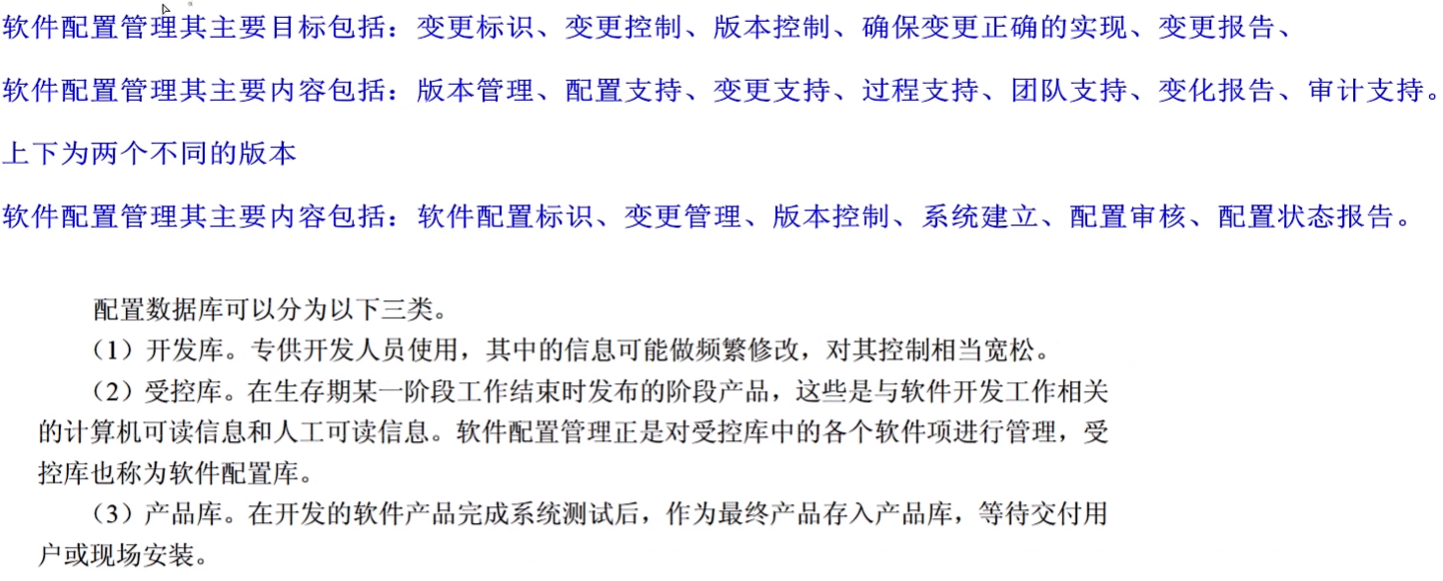 软件配置管理其主要目标包括：变更标识、变更控制、版本控制、确保变更正确的实现、变更报告、
软件配置管理其主要内容包括：版本管理、配置支持、变更支持、过程支持、团队支持、变化报告、审计支持。
上下为两个不同的版本
软件配置管理其主要内容包括：软件配置标识、变更管理、版本控制、系统建立、配置审核、配置状态报告。
配置数据库可以分为以下三类。
（1）开发库。专供开发人员使用，其中的信息可能做频繁修改，对其控制相当宽松。
（2）受控库。在生存期某一阶段工作结束时发布的阶段产品，这些是与软件开发工作相关
的计算机可读信息和人工可读信息。软件配置管理正是对受控库中的各个软件项进行管理，受
控库也称为软件配置库。
（3）产品库。在开发的软件产品完成系统测试后，作为最终产品存入产品库，等待交付用
户或现场安装。